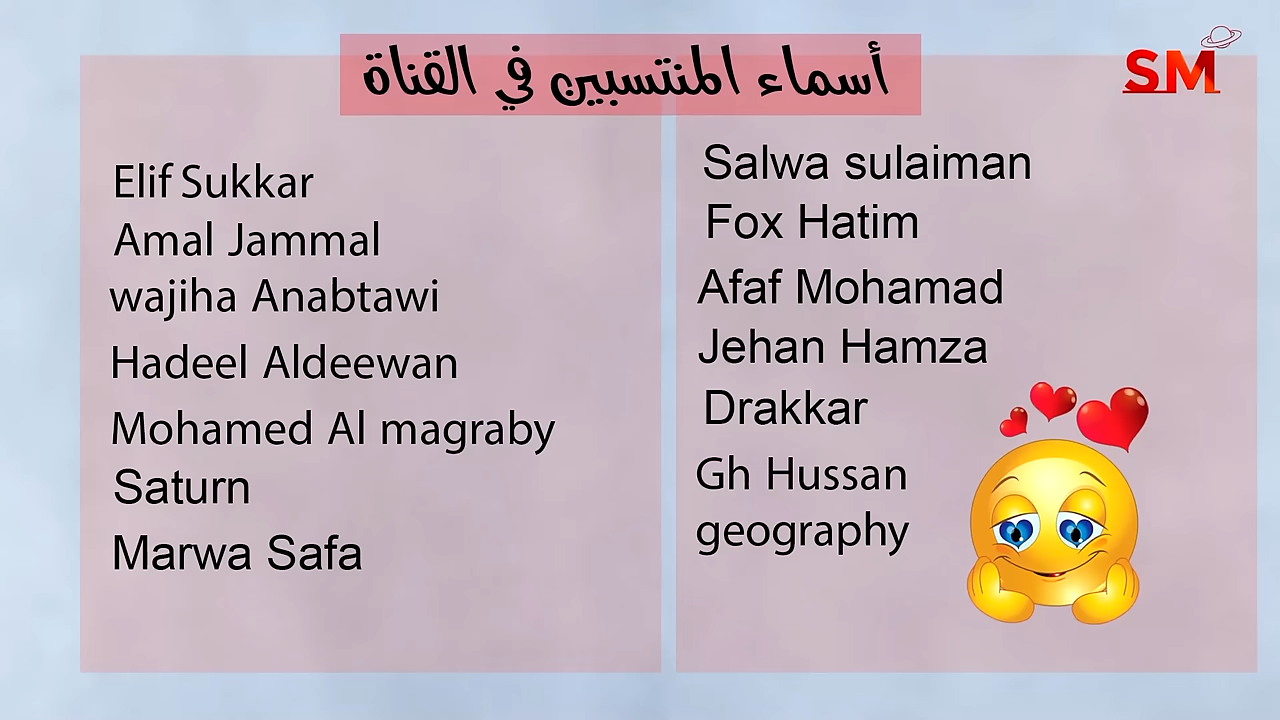 أسماء المنتسبين في القناة
SM
Elif Sukkar
Amal Jammal
wajiha Anabtawi
Hadeel Aldeewan
Mohamed Al magraby
Saturn
Marwa Safa
Salwa sulaiman
Fox Hatim
Afaf Mohamad
Jehan Hamza
Drakkar
Gh Hussan
geography